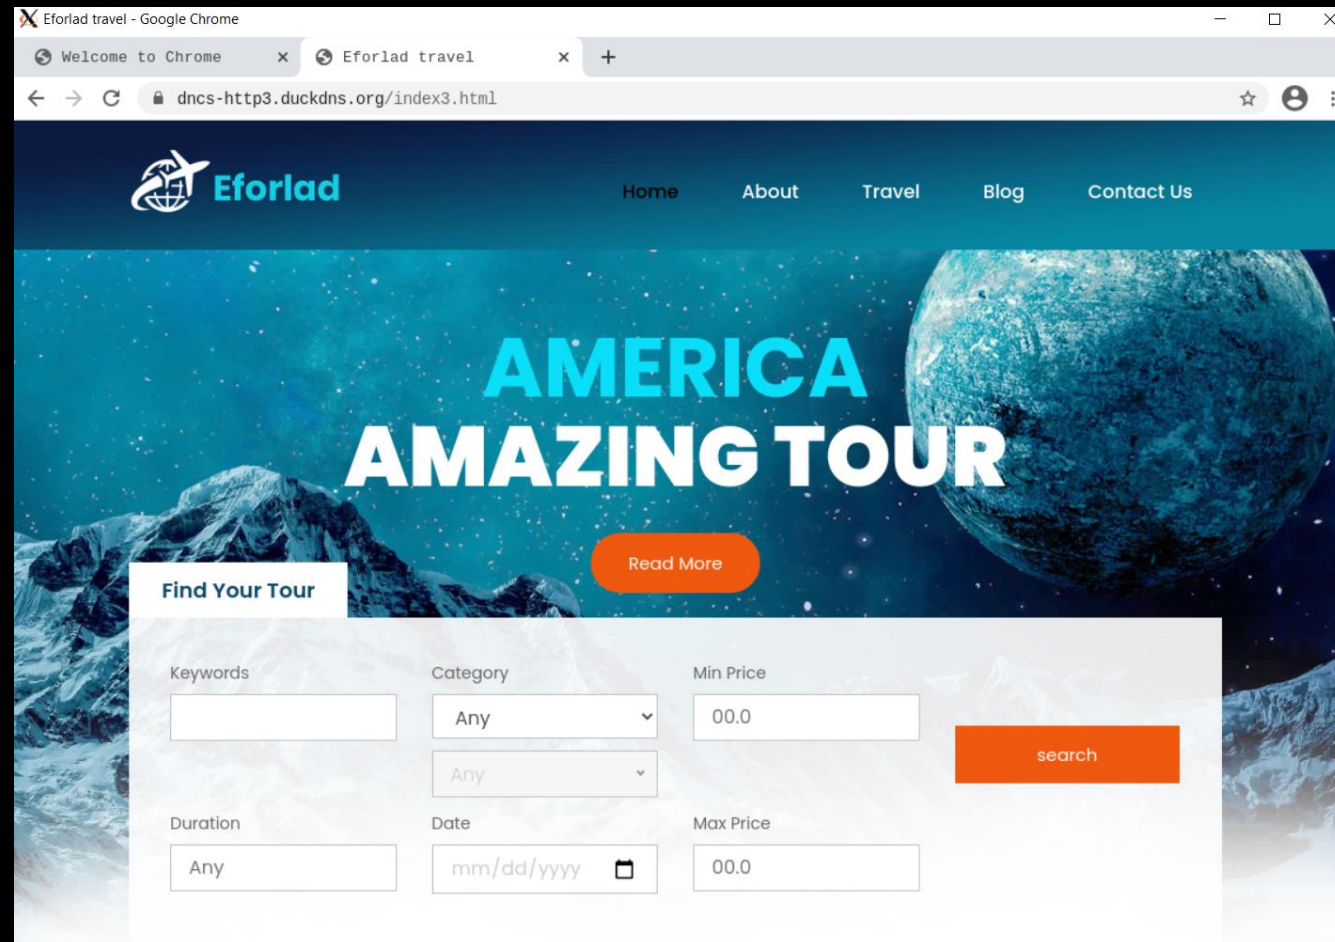 Eforlad travel - Google Chrome
Welcome to Chrome
Eforlad travel
dncs-http3.duckdns.org/index3.html
Eforlad
Home About Travel Blog Contact Us
AMERICA
AMAZING TOUR
Read More
Find Your Tour
Keywords Category Min Price
Any 00.0
search
Any
Duration Date Max Price
Any mm/dd/yyyy 00.0